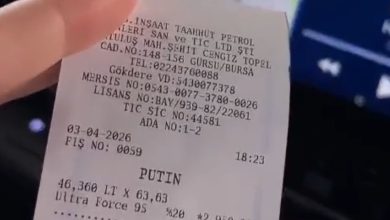 .İNŞAAT TAAHHÜT PETROL
LERİ SAN ve TİC LTD.ŞTİ
MAH.ŞEHİT CENGİZ TOPEL
CAD.NO:148-156 GÜRSU/BURSA
TEL:02243760088
Gökdere VD:5430077378
MERSİS NO:0543-0077-3780-0026
LİSANS NO:BAY/939-82/22061
TİC SİC NO:44581
ADA NO:1-2
03-04-2026 18:23
FİŞ NO: 0059
PUTIN
46,360 LT X 63,63
Ultra Force 95 %20